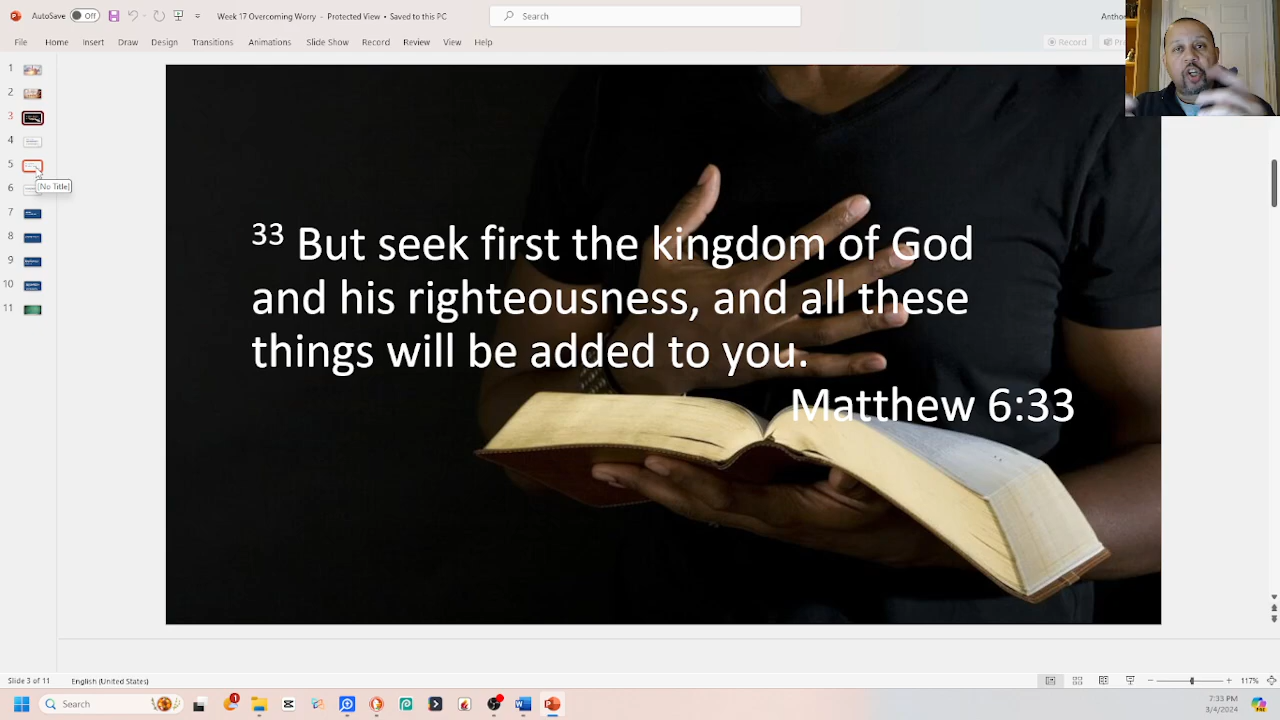 AutoSave Off Week 17 Overcoming Worry - Protected View • Saved to this PC Search
File Home Insert Draw Design Transitions Animations Slide Show Record Review View Help Record
1
2
3
4
5
[No Title]
6
7
8
9
10
11
33 But seek first the kingdom of God
and his righteousness, and all these
things will be added to you.
Matthew 6:33
Slide 3 of 11 English (United States) 117%
Search 1 7:33 PM
3/4/2024